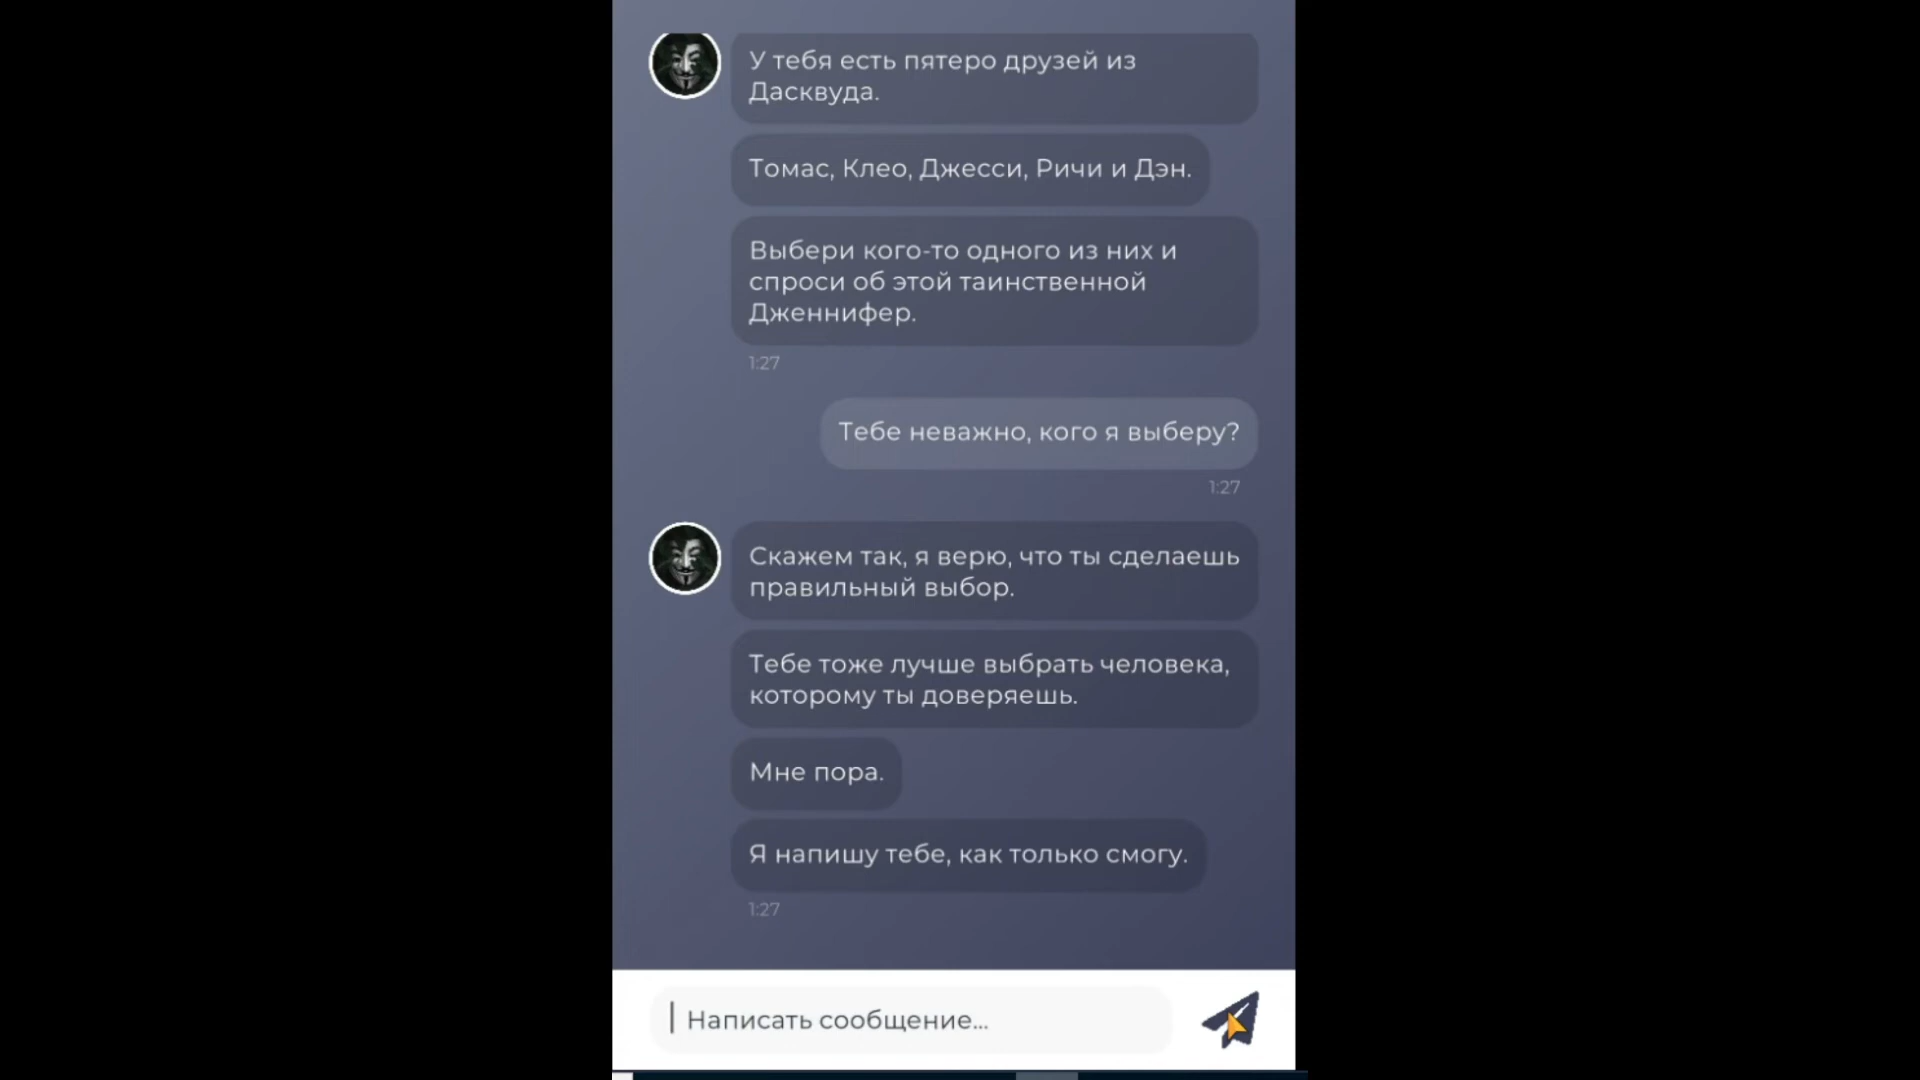 У тебя есть пятеро друзей из
Дасквуда.
Томас, Клео, Джесси, Ричи и Дэн.
Выбери кого-то одного из них и
спроси об этой таинственной
Дженнифер.
1:27
Тебе неважно, кого я выберу?
1:27
Скажем так, я верю, что ты сделаешь
правильный выбор.
Тебе тоже лучше выбрать человека,
которому ты доверяешь.
Мне пора.
Я напишу тебе, как только смогу.
1:27
Написать сообщение...